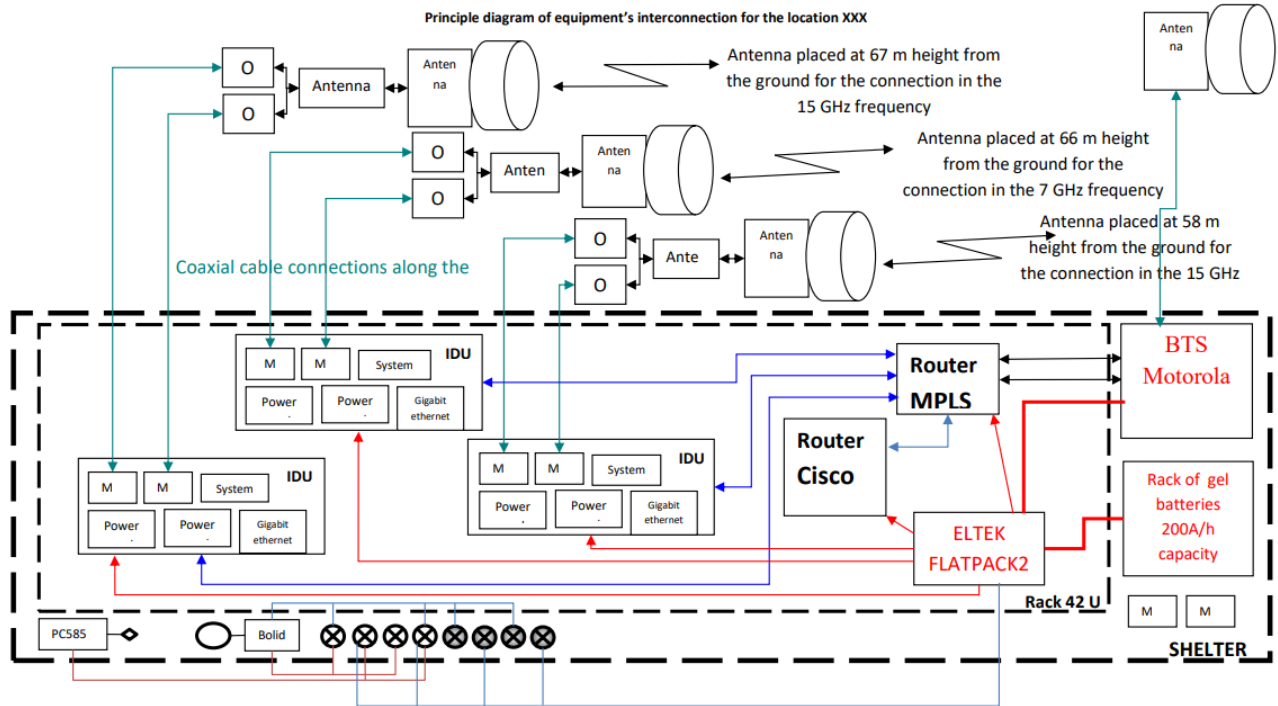 Principle diagram of equipment's interconnection for the location XXX
O
O
Antenna
Anten
na
Antenna placed at 67 m height from
the ground for the connection in the
15 GHz frequency
Anten
na
O
O
Anten
Anten
na
Antenna placed at 66 m height
from the ground for the
connection in the 7 GHz frequency
O
O
Ante
Anten
na
Antenna placed at 58 m
height from the ground for
the connection in the 15 GHz
Coaxial cable connections along the
IDU
M
M
System
Power
.
Power
.
Gigabit
ethernet
Router
MPLS
BTS
Motorola
Router
Cisco
IDU
M
M
System
Power
.
Power
.
Gigabit
ethernet
IDU
M
M
System
Power
.
Power
.
Gigabit
ethernet
Rack of gel
batteries
200A/h
capacity
ELTEK
FLATPACK2
Rack 42 U
M
M
PC585
Bolid
SHELTER